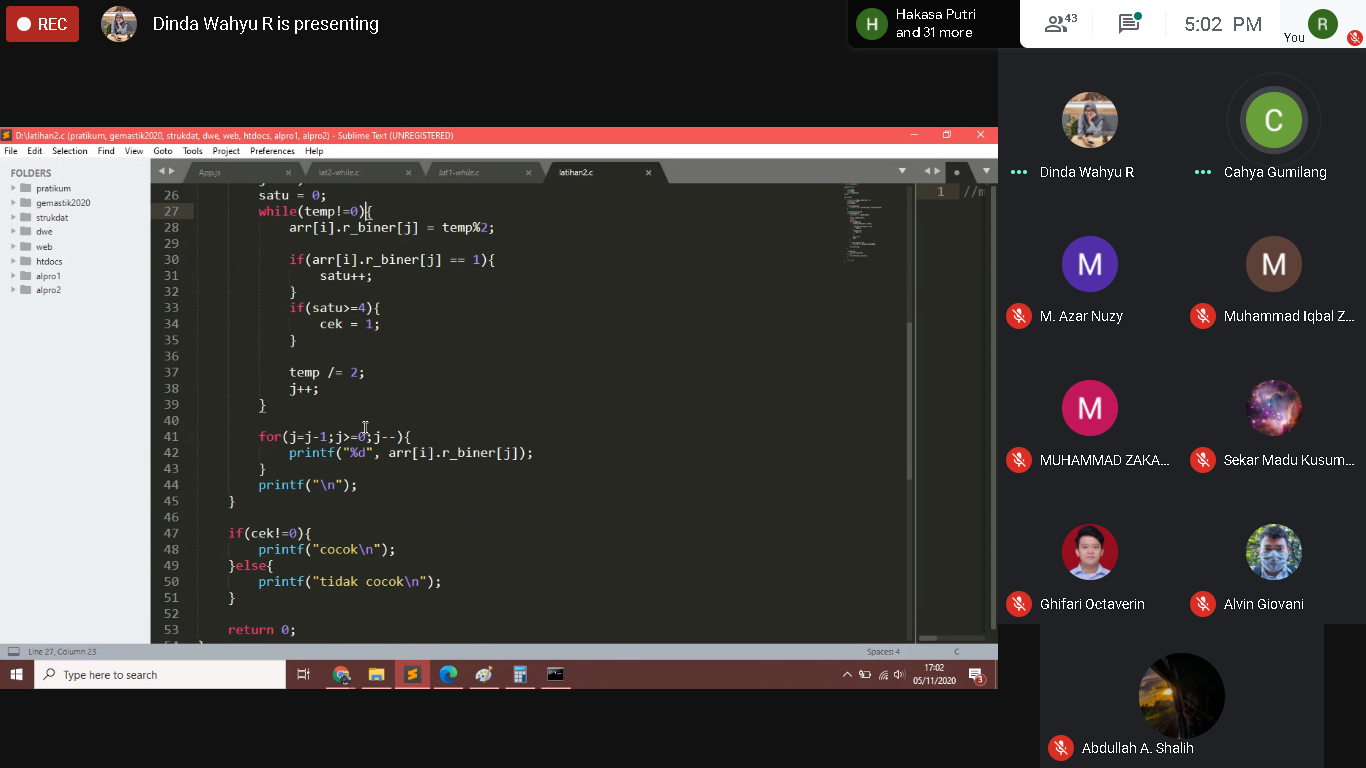 REC
Dinda Wahyu R is presenting
H
Hakasa Putri
and 31 more
43
5:02 PM
You
R
D:\latihan2.c (pratikum, gemastik2020, strukdat, dwe, web, htdocs, alpro1, alpro2) - Sublime Text (UNREGISTERED)
File Edit Selection Find View Goto Tools Project Preferences Help
FOLDERS
pratikum
gemastik2020
strukdat
dwe
web
htdocs
alpro1
alpro2
App.js
lat2-while.c
lat1-while.c
latihan2.c
26 satu = 0;
27 while(temp!=0){
28 arr[i].r_biner[j] = temp%2;
29
30 if(arr[i].r_biner[j] == 1){
31 satu++;
32 }
33 if(satu>=4){
34 cek = 1;
35 }
36
37 temp /= 2;
38 j++;
39 }
40
41 for(j=j-1;j>=0;j--){
42 printf("%d", arr[i].r_biner[j]);
43 }
44 printf("\n");
45 }
46
47 if(cek!=0){
48 printf("cocok\n");
49 }else{
50 printf("tidak cocok\n");
51 }
52
53 return 0;
1 //m
Line 27, Column 23
Spaces: 4
C
Type here to search
17:02
05/11/2020
3
Dinda Wahyu R
C
Cahya Gumilang
M
M. Azar Nuzy
M
Muhammad Iqbal Z...
M
MUHAMMAD ZAKA...
Sekar Madu Kusum...
Ghifari Octaverin
Alvin Giovani
Abdullah A. Shalih